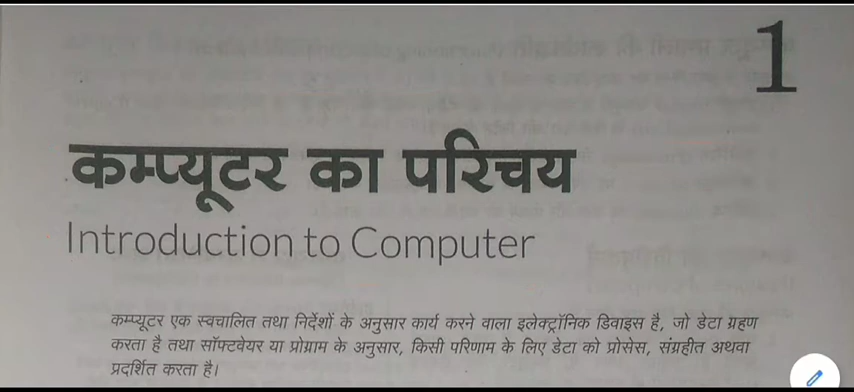 1
कम्प्यूटर का परिचय
Introduction to Computer
कम्प्यूटर एक स्वचालित तथा निर्देशों के अनुसार कार्य करने वाला इलेक्ट्रॉनिक डिवाइस है, जो डेटा ग्रहण
करता है तथा सॉफ्टवेयर या प्रोग्राम के अनुसार, किसी परिणाम के लिए डेटा को प्रोसेस, संग्रहीत अथवा
प्रदर्शित करता है।